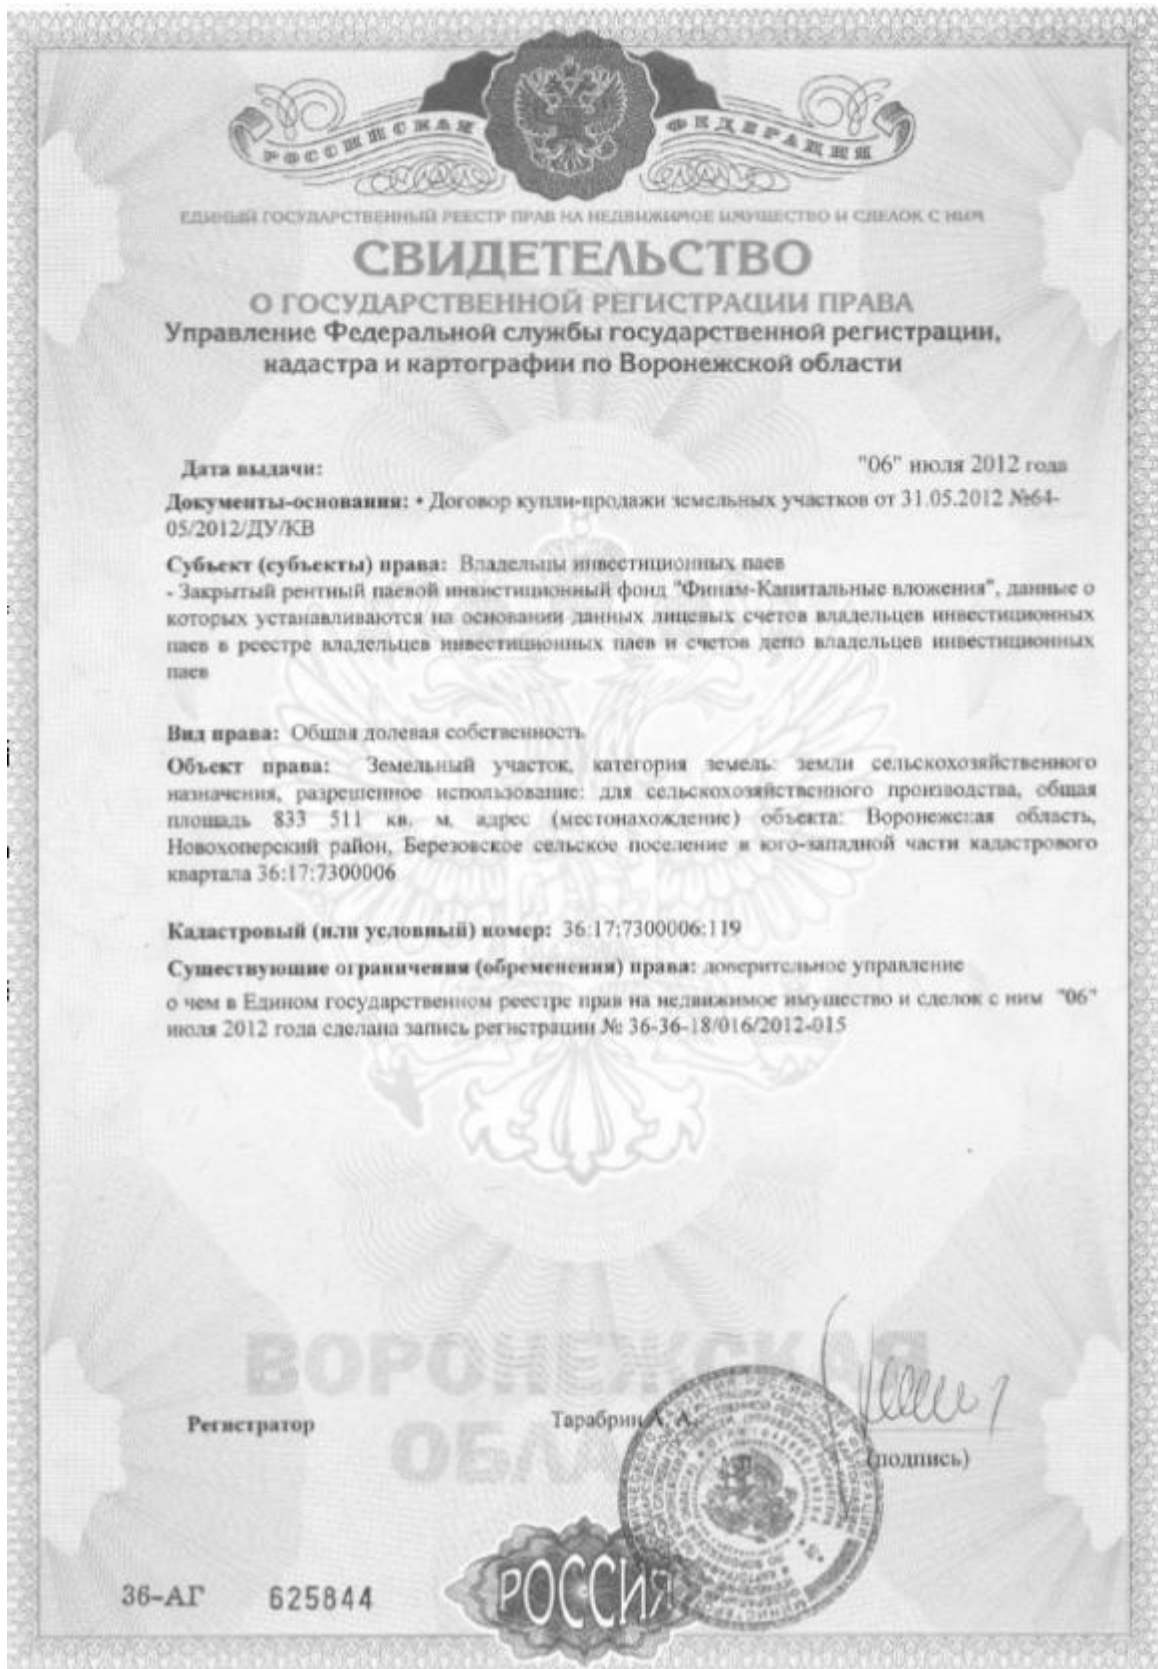 РОССИЙСКАЯ ФЕДЕРАЦИЯ
ЕДИНЫЙ ГОСУДАРСТВЕННЫЙ РЕЕСТР ПРАВ НА НЕДВИЖИМОЕ ИМУЩЕСТВО И СДЕЛОК С НИМ
СВИДЕТЕЛЬСТВО
О ГОСУДАРСТВЕННОЙ РЕГИСТРАЦИИ ПРАВА
Управление Федеральной службы государственной регистрации,
кадастра и картографии по Воронежской области
Дата выдачи: "06" июля 2012 года
Документы-основания: • Договор купли-продажи земельных участков от 31.05.2012 №64-
05/2012/ДУ/КВ
Субъект (субъекты) права: Владельцы инвестиционных паев
- Закрытый рентный паевой инвистиционный фонд "Финам-Капитальные вложения", данные о
которых устанавливаются на основании данных лицевых счетов владельцев инвестиционных
паев в реестре владельцев инвестиционных паев и счетов депо владельцев инвестиционных
паев
Вид права: Общая долевая собственность
Объект права: Земельный участок, категория земель: земли сельскохозяйственного
назначения, разрешенное использование: для сельскохозяйственного производства, общая
площадь 833 511 кв. м, адрес (местонахождение) объекта: Воронежская область,
Новохоперский район, Березовское сельское поселение в юго-западной части кадастрового
квартала 36:17:7300006
Кадастровый (или условный) номер: 36:17:7300006:119
Существующие ограничения (обременения) права: доверительное управление
о чем в Едином государственном реестре прав на недвижимое имущество и сделок с ним "06"
июля 2012 года сделана запись регистрации № 36-36-18/016/2012-015
ВОРОНЕЖСКАЯ
Регистратор Тарабрин А. А.
ОБЛА
М.П. (подпись)
36-АГ 625844
РОССИЯ